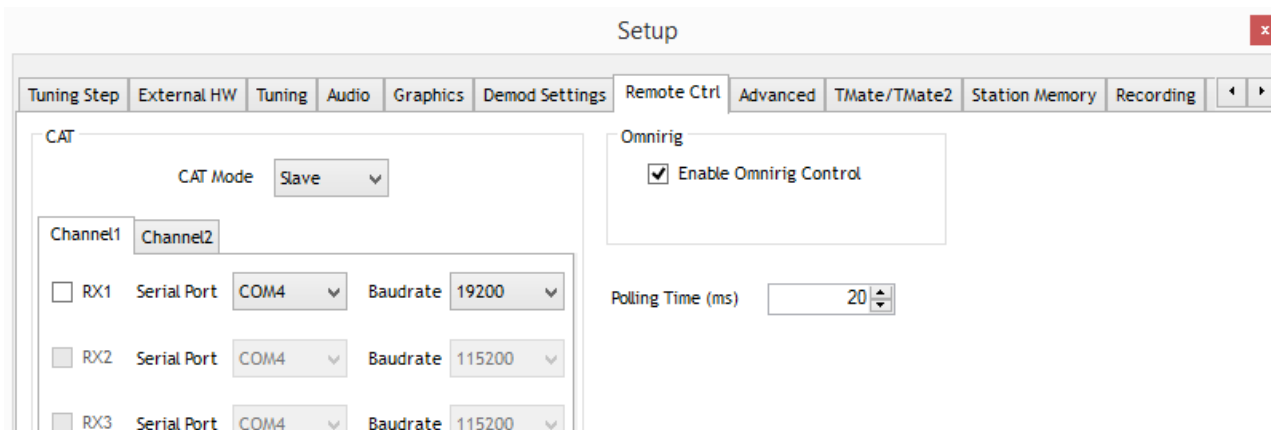 Setup
x
Tuning Step External HW Tuning Audio Graphics Demod Settings Remote Ctrl Advanced TMate/TMate2 Station Memory Recording
CAT
CAT Mode Slave
Channel1 Channel2
RX1 Serial Port COM4 Baudrate 19200
RX2 Serial Port COM4 Baudrate 115200
RX3 Serial Port COM4 Baudrate 115200
Omnirig
Enable Omnirig Control
Polling Time (ms) 20